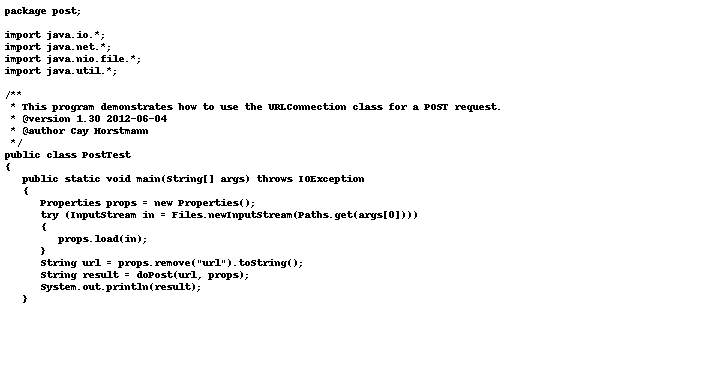 package post;

import java.io.*;
import java.net.*;
import java.nio.file.*;
import java.util.*;

/**
 * This program demonstrates how to use the URLConnection class for a POST request.
 * @version 1.30 2012-06-04
 * @author Cay Horstmann
 */
public class PostTest
{
   public static void main(String[] args) throws IOException
   {
      Properties props = new Properties();
      try (InputStream in = Files.newInputStream(Paths.get(args[0])))
      {
         props.load(in);
      }
      String url = props.remove("url").toString();
      String result = doPost(url, props);
      System.out.println(result);
   }